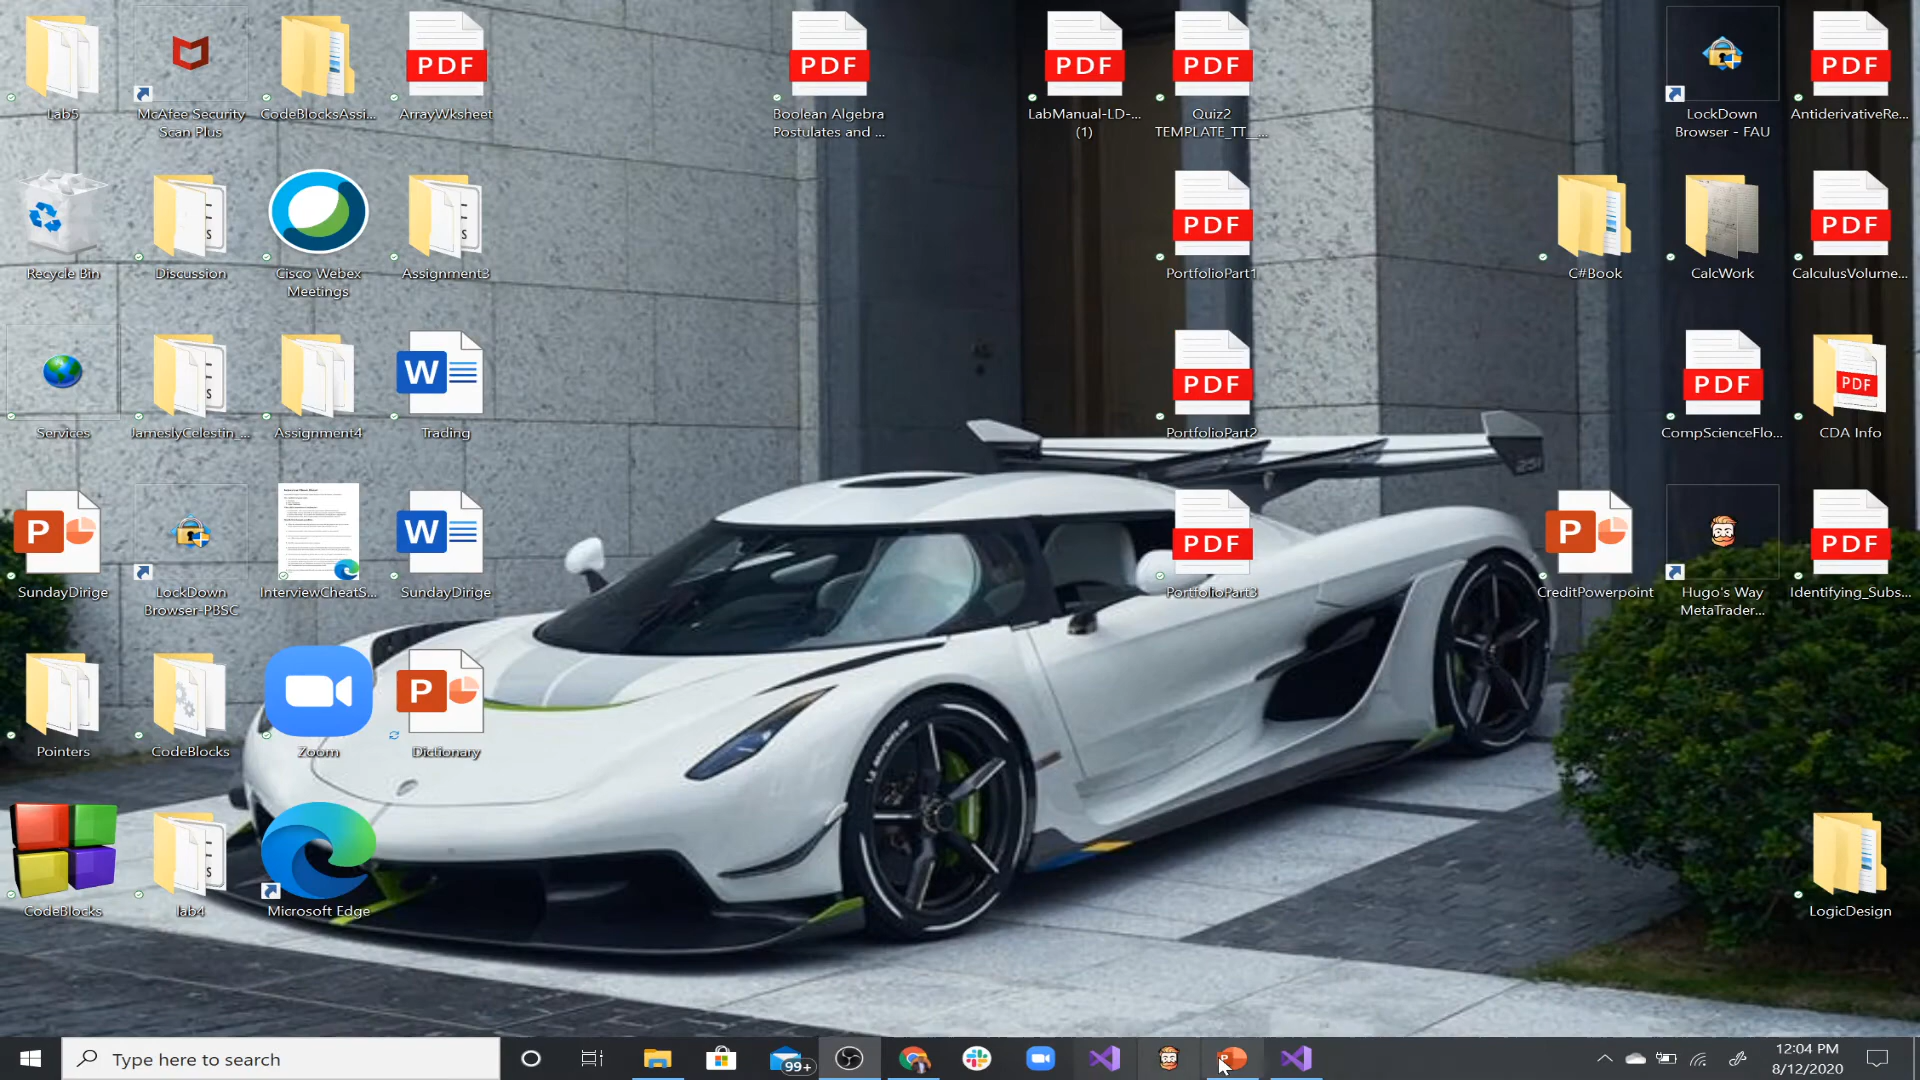 Lab5
McAfee Security
Scan Plus
CodeBlocksAssi...
PDF
ArrayWksheet
PDF
Boolean Algebra
Postulates and ...
PDF
LabManual-LD-...
(1)
PDF
Quiz2
TEMPLATE_TT_...
LockDown
Browser - FAU
PDF
AntiderivativeRe...
Recycle Bin
Discussion
Cisco Webex
Meetings
Assignment3
PDF
PortfolioPart1
C#Book
CalcWork
PDF
CalculusVolume...
Services
JameslyCelestin_...
Assignment4
W
Trading
PDF
PortfolioPart2
PDF
CompScienceFlo...
PDF
CDA Info
P
SundayDirige
LockDown
Browser-PBSC
InterviewCheatS...
W
SundayDirige
PDF
PortfolioPart3
P
CreditPowerpoint
Hugo's Way
MetaTrader...
PDF
Identifying_Subs...
Pointers
CodeBlocks
Zoom
P
Dictionary
CodeBlocks
lab4
Microsoft Edge
LogicDesign
Type here to search
99+
12:04 PM
8/12/2020